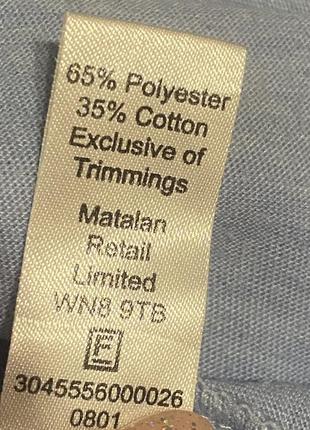 65% Polyester
35% Cotton
Exclusive of
Trimmings
Matalan
Retail
Limited
WN8 9TB
F
3045556000026
0801